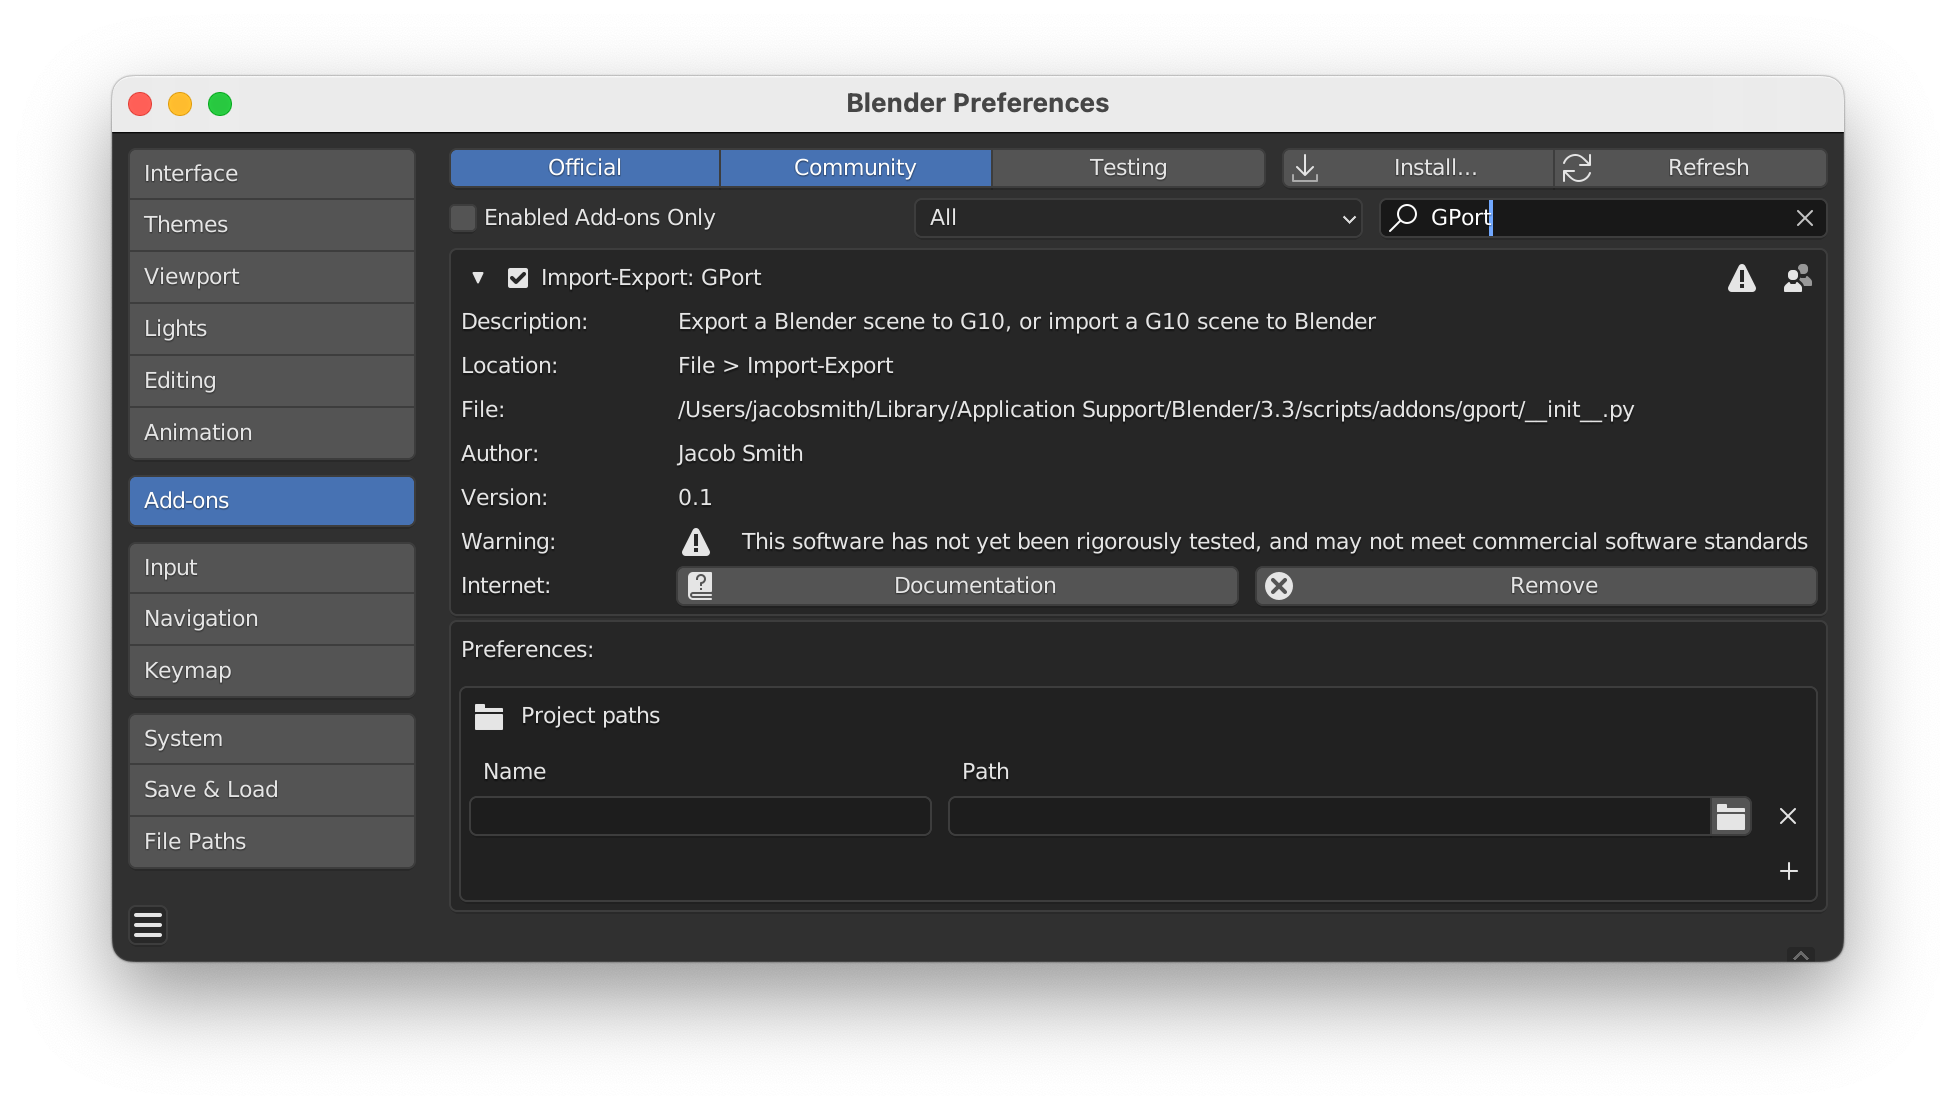 Blender Preferences
Interface
Themes
Viewport
Lights
Editing
Animation
Add-ons
Input
Navigation
Keymap
System
Save & Load
File Paths
Official Community Testing Install... Refresh
Enabled Add-ons Only All GPort
Import-Export: GPort
Description: Export a Blender scene to G10, or import a G10 scene to Blender
Location: File > Import-Export
File: /Users/jacobsmith/Library/Application Support/Blender/3.3/scripts/addons/gport/__init__.py
Author: Jacob Smith
Version: 0.1
Warning: This software has not yet been rigorously tested, and may not meet commercial software standards
Internet: Documentation Remove
Preferences:
Project paths
Name Path